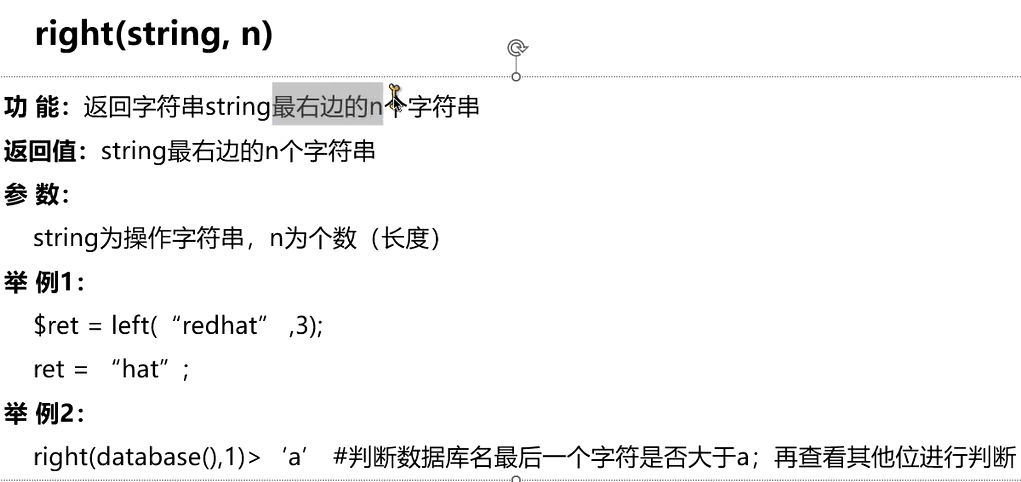 right(string, n)
功 能：返回字符串string最右边的n个字符串
返回值：string最右边的n个字符串
参 数：
string为操作字符串，n为个数（长度）
举 例1：
$ret = left(“redhat” ,3);
ret = “hat”;
举 例2：
right(database(),1)> ‘a’ #判断数据库名最后一个字符是否大于a；再查看其他位进行判断